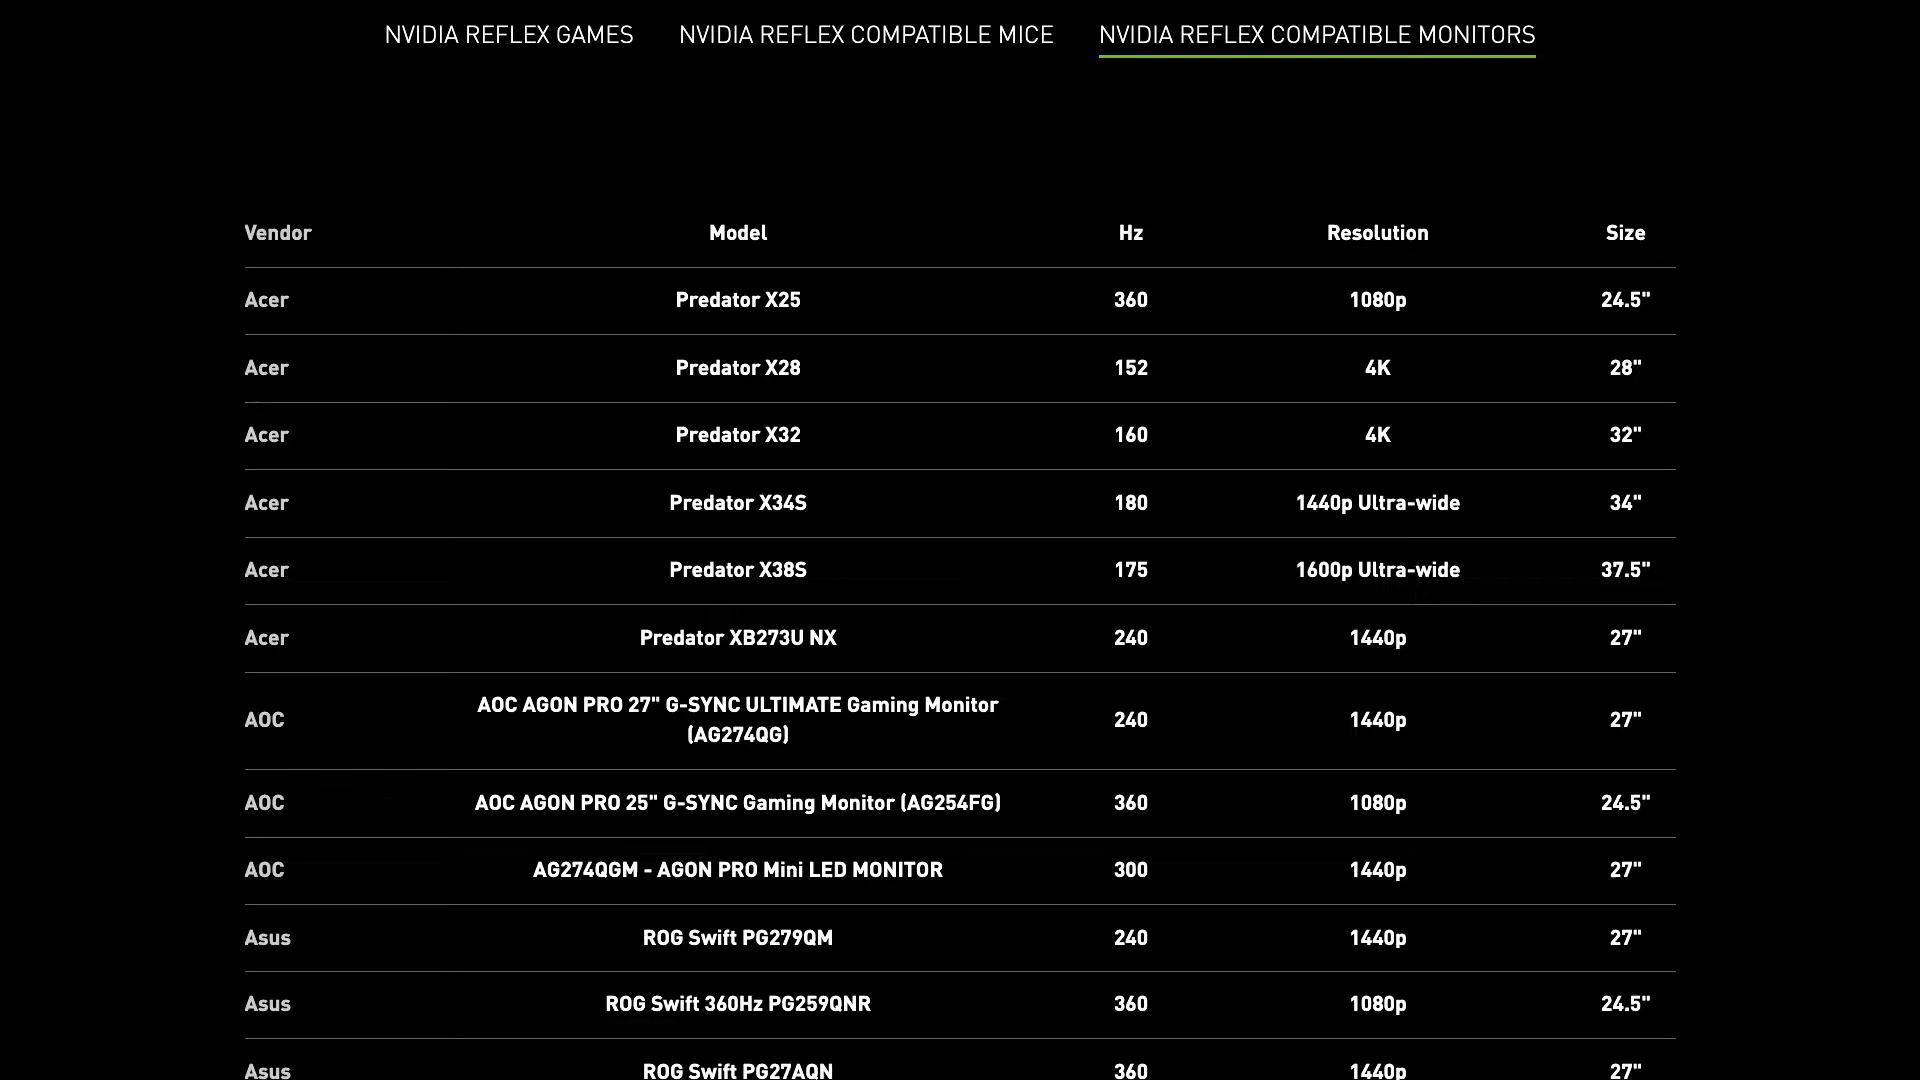 NVIDIA REFLEX GAMES NVIDIA REFLEX COMPATIBLE MICE NVIDIA REFLEX COMPATIBLE MONITORS
Vendor Model Hz Resolution Size
Acer Predator X25 360 1080p 24.5"
Acer Predator X28 152 4K 28"
Acer Predator X32 160 4K 32"
Acer Predator X34S 180 1440p Ultra-wide 34"
Acer Predator X38S 175 1600p Ultra-wide 37.5"
Acer Predator XB273U NX 240 1440p 27"
AOC AOC AGON PRO 27" G-SYNC ULTIMATE Gaming Monitor
(AG274QG) 240 1440p 27"
AOC AOC AGON PRO 25" G-SYNC Gaming Monitor (AG254FG) 360 1080p 24.5"
AOC AG274QGM - AGON PRO Mini LED MONITOR 300 1440p 27"
Asus ROG Swift PG279QM 240 1440p 27"
Asus ROG Swift 360Hz PG259QNR 360 1080p 24.5"
Asus ROG Swift PG27AQN 360 1440p 27"